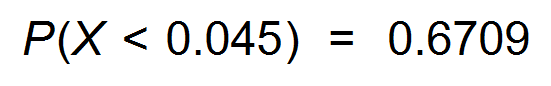 P(X < 0.045) = 0.6709